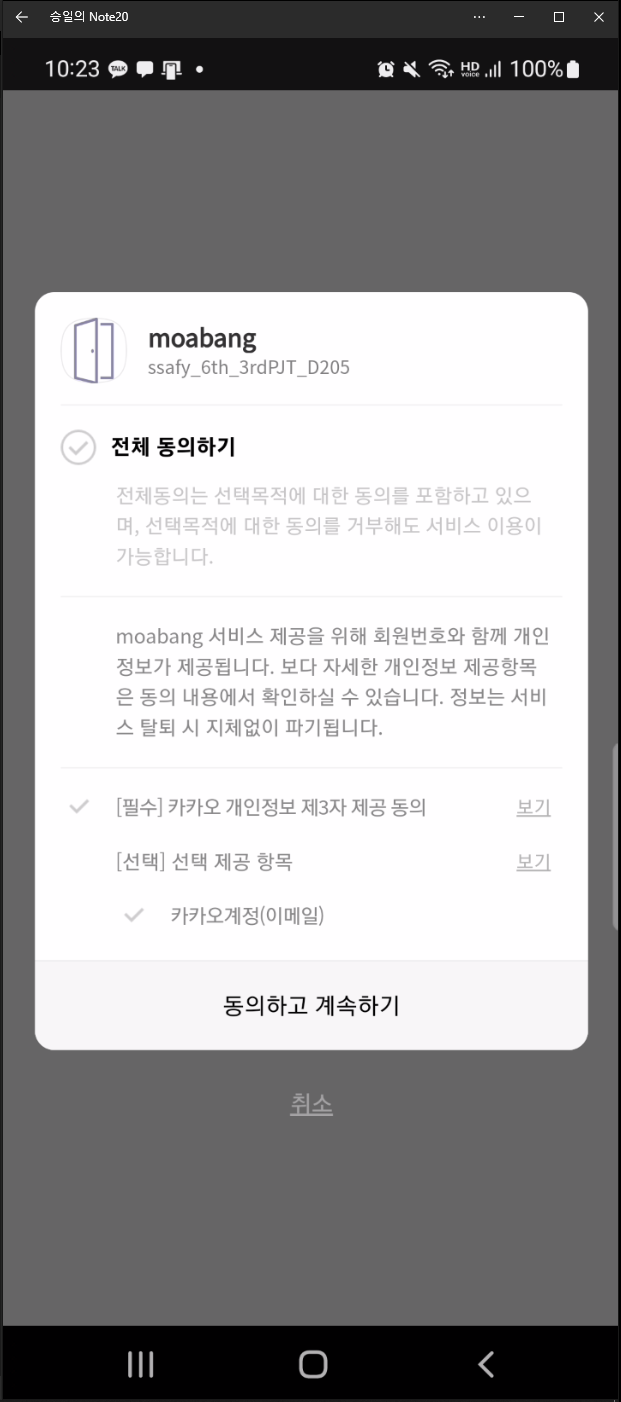 승일의 Note20
10:23 TALK HD voice 100%
moabang
ssafy_6th_3rdPJT_D205
전체 동의하기
전체동의는 선택목적에 대한 동의를 포함하고 있으
며, 선택목적에 대한 동의를 거부해도 서비스 이용이
가능합니다.
moabang 서비스 제공을 위해 회원번호와 함께 개인
정보가 제공됩니다. 보다 자세한 개인정보 제공항목
은 동의 내용에서 확인하실 수 있습니다. 정보는 서비
스 탈퇴 시 지체없이 파기됩니다.
[필수] 카카오 개인정보 제3자 제공 동의 보기
[선택] 선택 제공 항목 보기
카카오계정(이메일)
동의하고 계속하기
취소